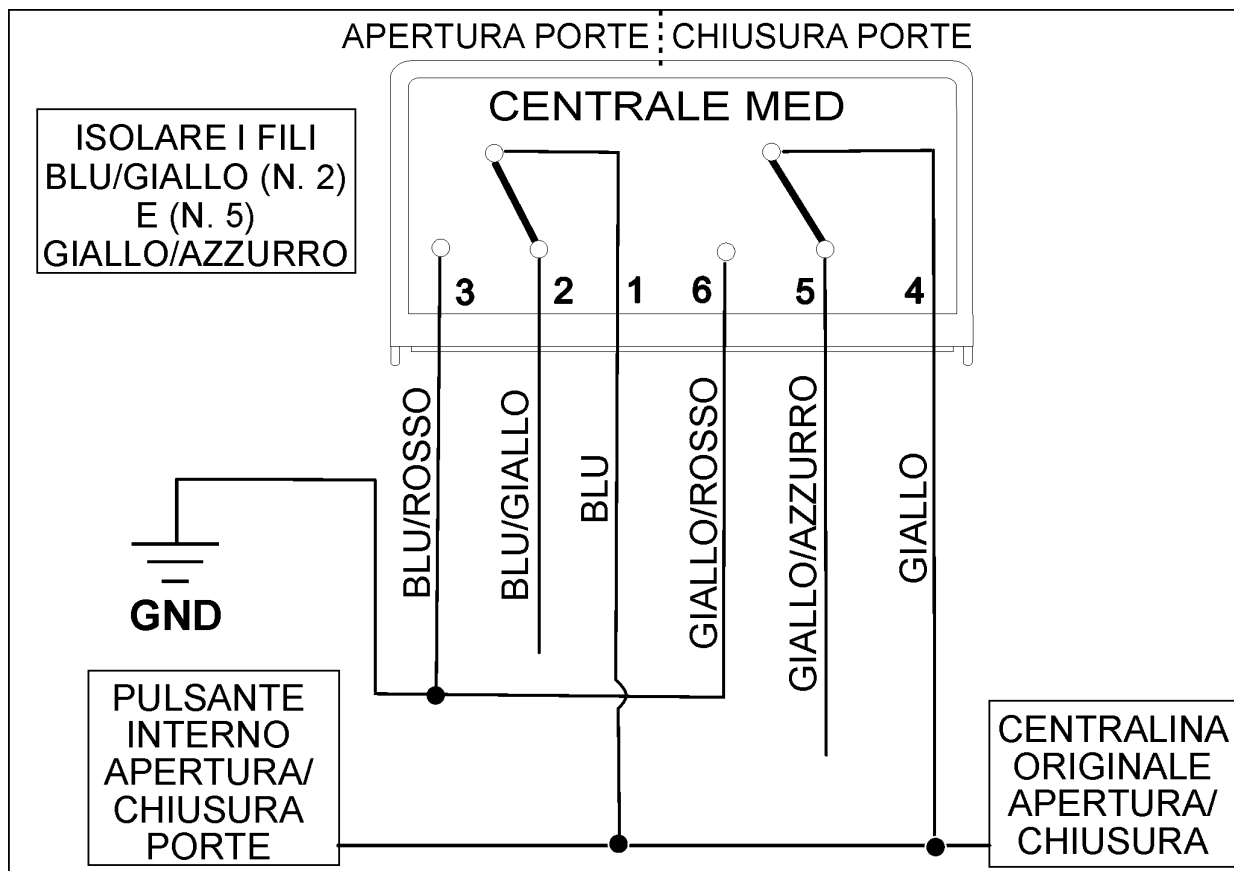 APERTURA PORTE
CHIUSURA PORTE
CENTRALE MED
ISOLARE I FILI
BLU/GIALLO (N. 2)
E (N. 5)
GIALLO/AZZURRO
3
2
1
6
5
4
BLU/ROSSO
BLU/GIALLO
BLU
GIALLO/ROSSO
GIALLO/AZZURRO
GIALLO
GND
PULSANTE
INTERNO
APERTURA/
CHIUSURA
PORTE
CENTRALINA
ORIGINALE
APERTURA/
CHIUSURA